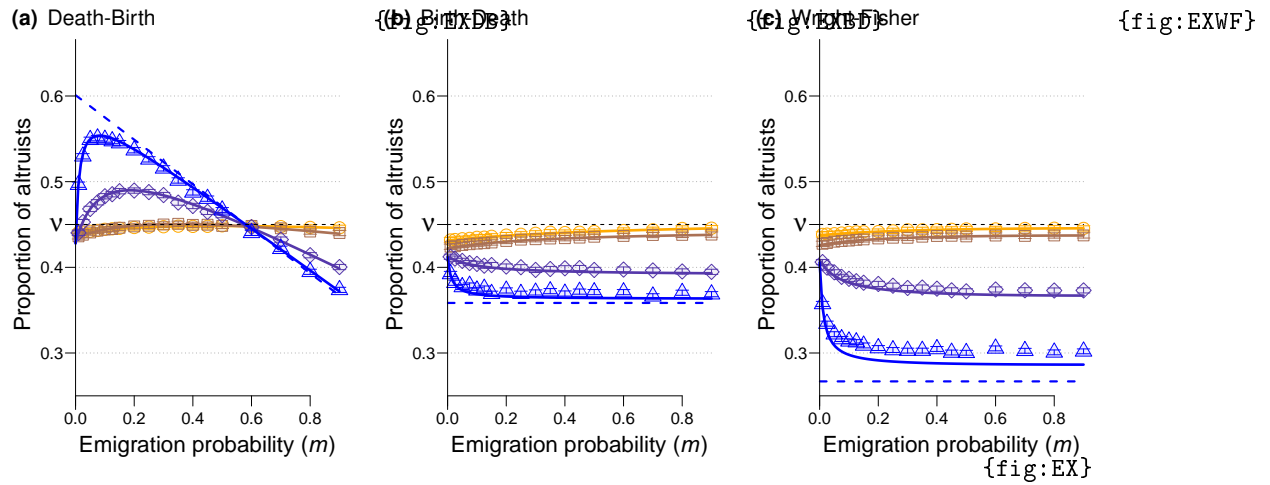 (a) Death-Birth
{fig:EXDB}
(b) Birth-Death
{fig:EXBD}
(c) Wright-Fisher
{fig:EXWF}
Proportion of altruists
0.6
0.5
ν
0.4
0.3
0.0 0.2 0.4 0.6 0.8
Emigration probability (m)
Proportion of altruists
0.6
0.5
ν
0.4
0.3
0.0 0.2 0.4 0.6 0.8
Emigration probability (m)
Proportion of altruists
0.6
0.5
ν
0.4
0.3
0.0 0.2 0.4 0.6 0.8
Emigration probability (m)
{fig:EX}